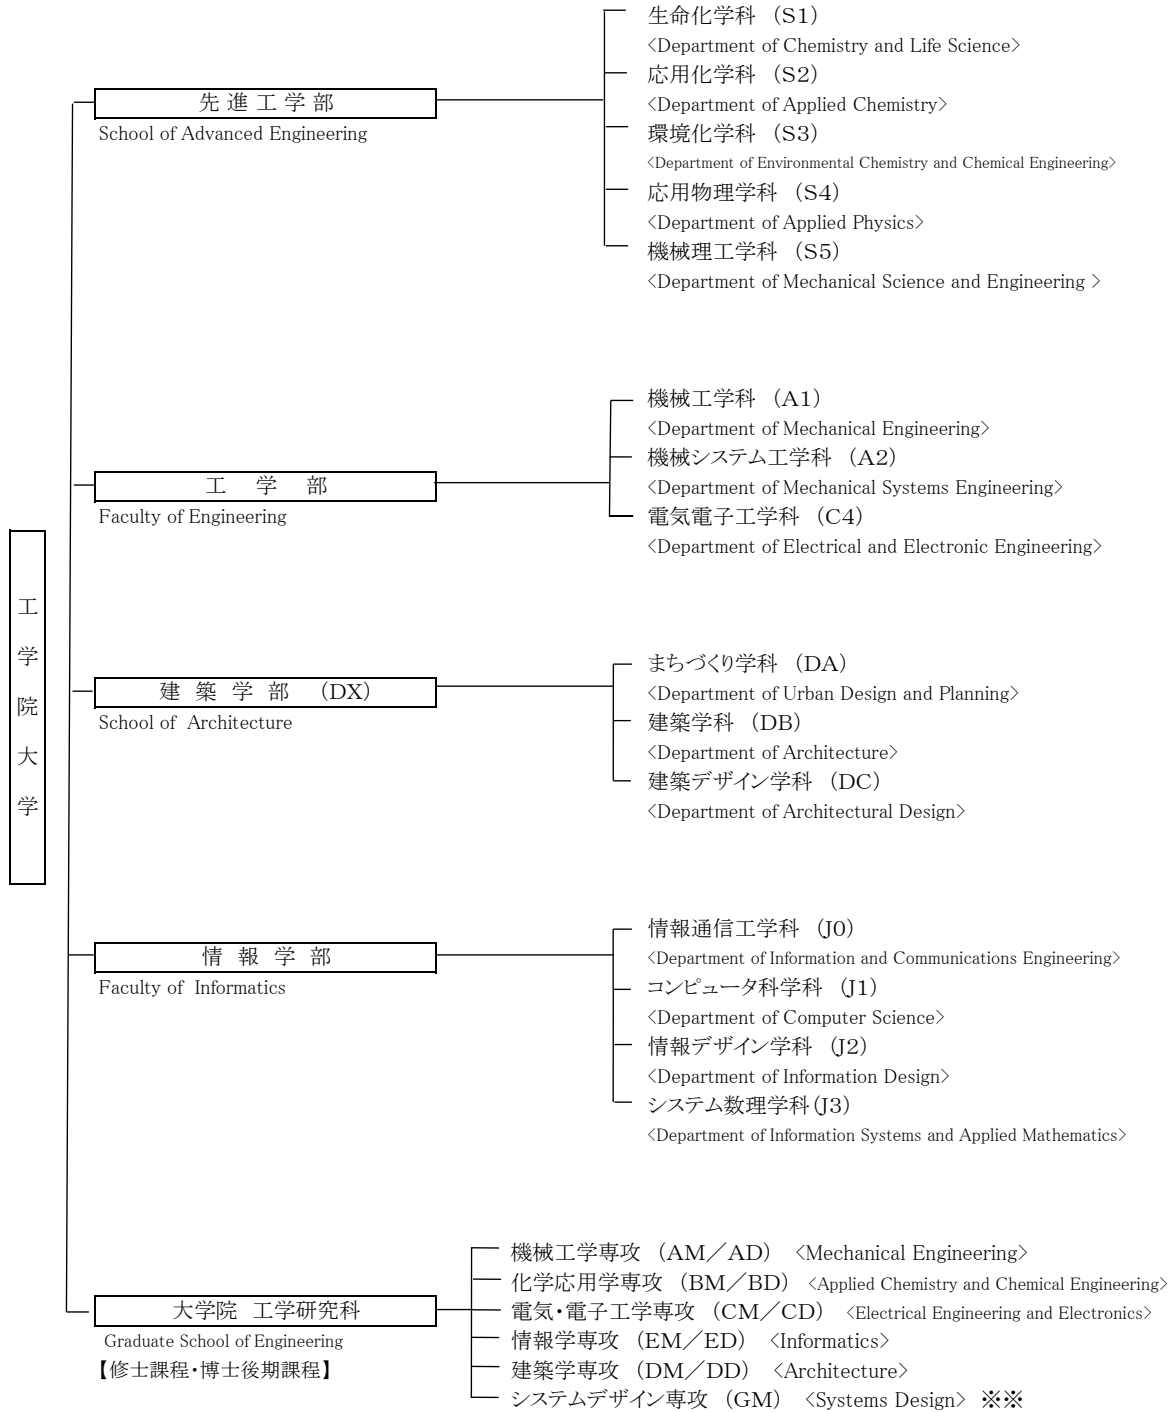 工学院大学
先進工学部
School of Advanced Engineering
生命化学科 (S1)
<Department of Chemistry and Life Science>
応用化学科 (S2)
<Department of Applied Chemistry>
環境化学科 (S3)
<Department of Environmental Chemistry and Chemical Engineering>
応用物理学科 (S4)
<Department of Applied Physics>
機械理工学科 (S5)
<Department of Mechanical Science and Engineering >
工 学 部
Faculty of Engineering
機械工学科 (A1)
<Department of Mechanical Engineering>
機械システム工学科 (A2)
<Department of Mechanical Systems Engineering>
電気電子工学科 (C4)
<Department of Electrical and Electronic Engineering>
建 築 学 部 (DX)
School of Architecture
まちづくり学科 (DA)
<Department of Urban Design and Planning>
建築学科 (DB)
<Department of Architecture>
建築デザイン学科 (DC)
<Department of Architectural Design>
情 報 学 部
Faculty of Informatics
情報通信工学科 (J0)
<Department of Information and Communications Engineering>
コンピュータ科学科 (J1)
<Department of Computer Science>
情報デザイン学科 (J2)
<Department of Information Design>
システム数理学科(J3)
<Department of Information Systems and Applied Mathematics>
大学院 工学研究科
Graduate School of Engineering
【修士課程・博士後期課程】
機械工学専攻 (AM／AD) <Mechanical Engineering>
化学応用学専攻 (BM／BD) <Applied Chemistry and Chemical Engineering>
電気・電子工学専攻 (CM／CD) <Electrical Engineering and Electronics>
情報学専攻 (EM／ED) <Informatics>
建築学専攻 (DM／DD) <Architecture>
システムデザイン専攻 (GM) <Systems Design> ※※